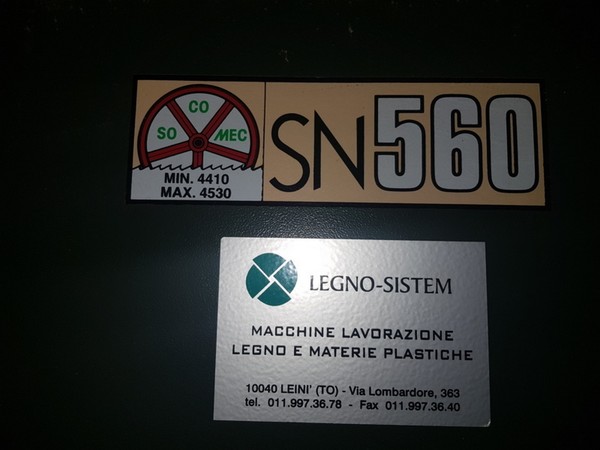 CO
SO MEC
MIN. 4410
MAX. 4530
SN560
LEGNO-SISTEM
MACCHINE LAVORAZIONE
LEGNO E MATERIE PLASTICHE
10040 LEINI' (TO) - Via Lombardore, 363
tel. 011.997.36.78 - Fax 011.997.36.40